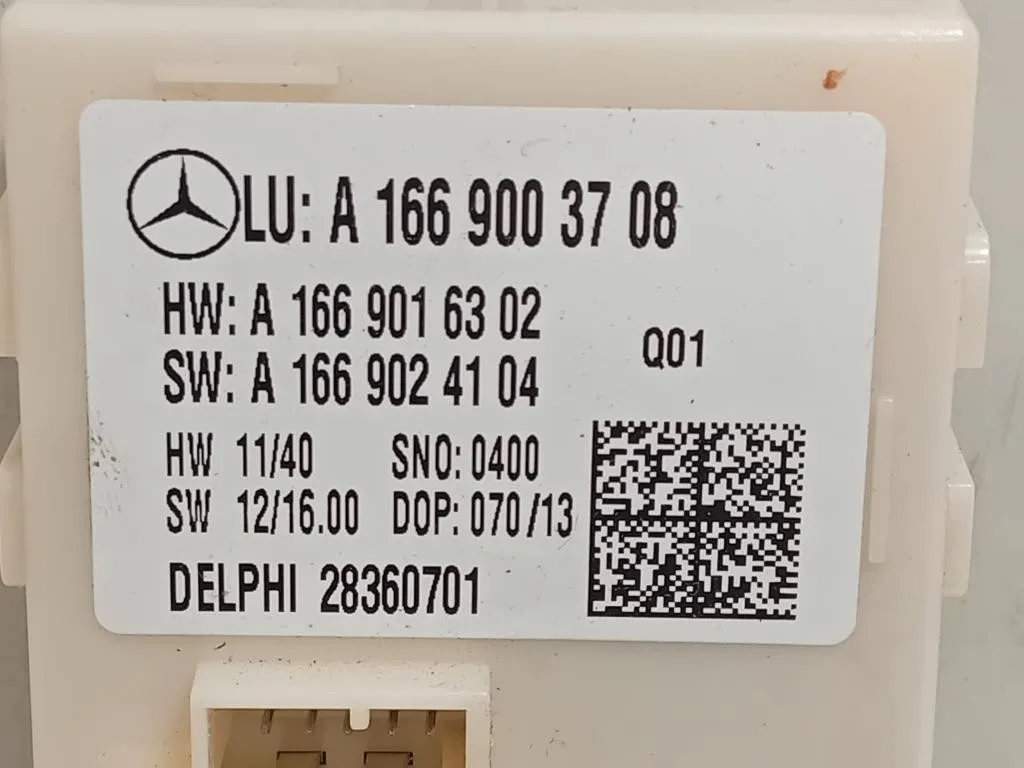 LU: A 166 900 37 08
HW: A 166 901 63 02
SW: A 166 902 41 04
Q01
HW 11/40 SNO: 0400
SW 12/16.00 DOP: 070/13
DELPHI 28360701